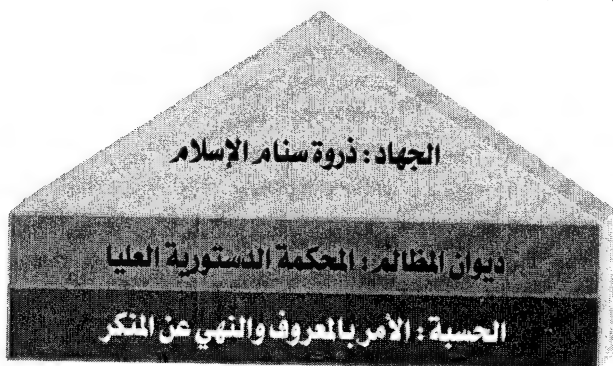 الجهاد : ذروة سنام الإسلام
ديوان المظالم : المحكمة الدستورية العليا
الحسبة : الأمر بالمعروف والنهي عن المنكر